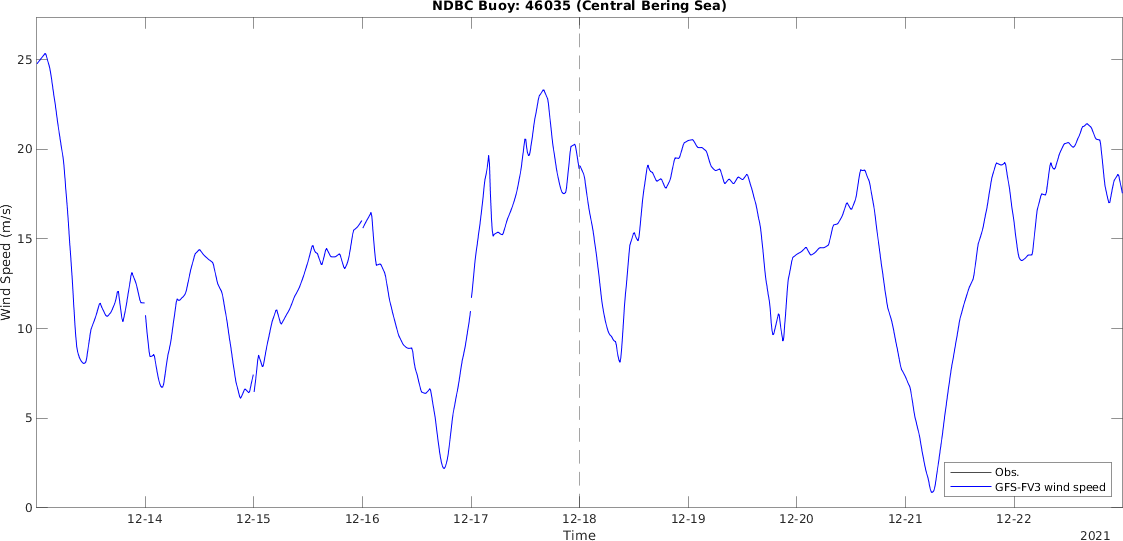 NDBC Buoy: 46035 (Central Bering Sea)
25
20
15
10
5
0
Wind Speed (m/s)
12-14 12-15 12-16 12-17 12-18 12-19 12-20 12-21 12-22
Time
2021
Obs.
GFS-FV3 wind speed